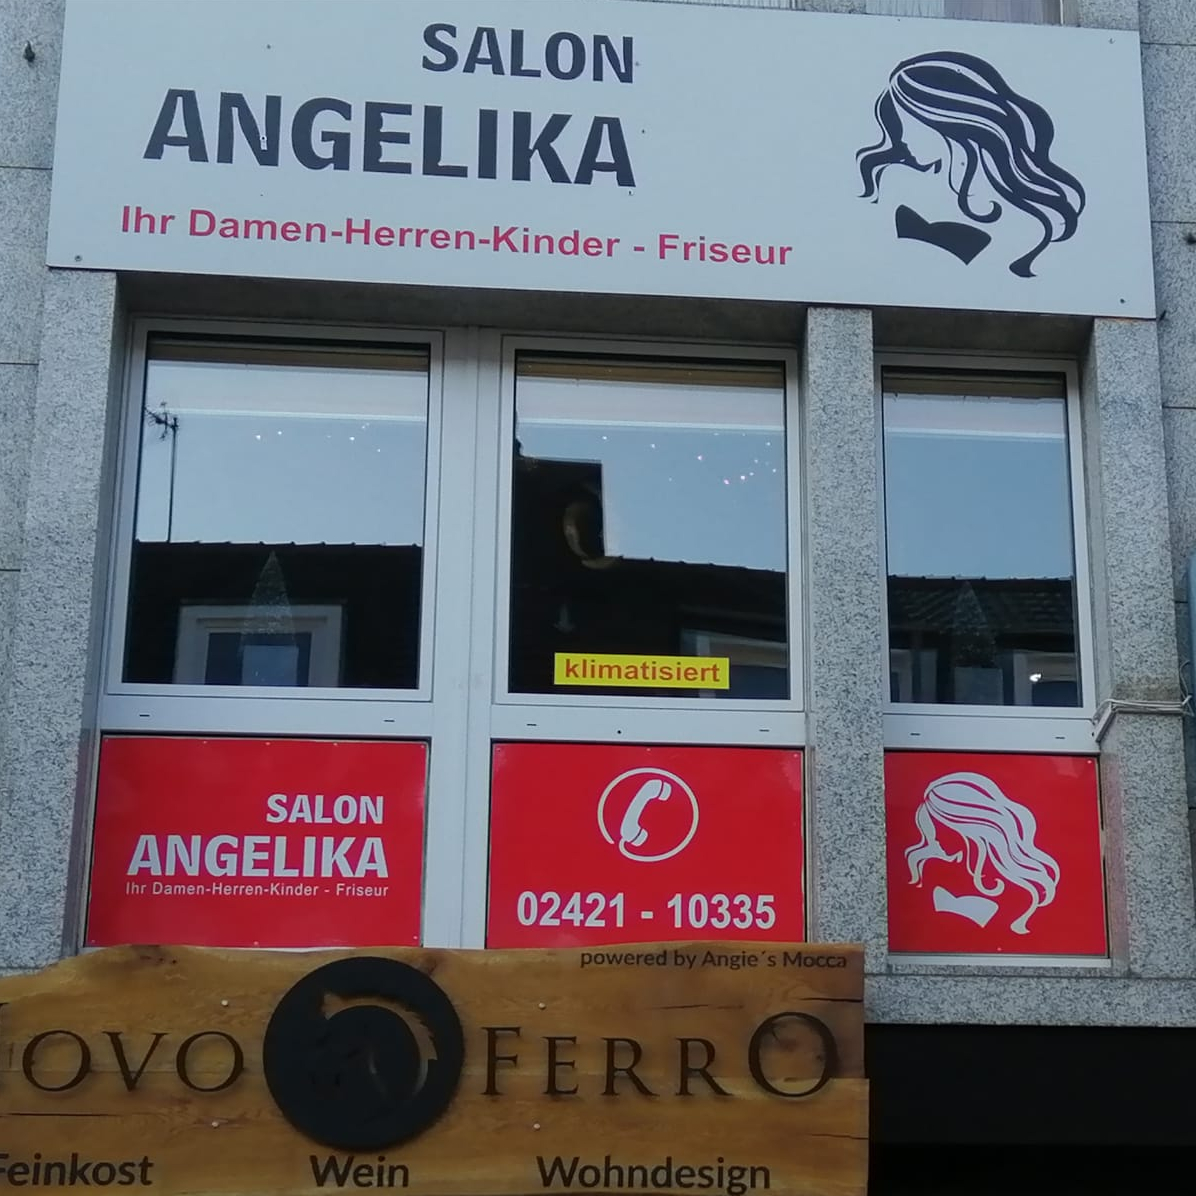 SALON
ANGELIKA
Ihr Damen-Herren-Kinder - Friseur
klimatisiert
SALON
ANGELIKA
Ihr Damen-Herren-Kinder - Friseur
02421 - 10335
powered by Angie´s Mocca
OVO FERRO
Feinkost Wein Wohndesign